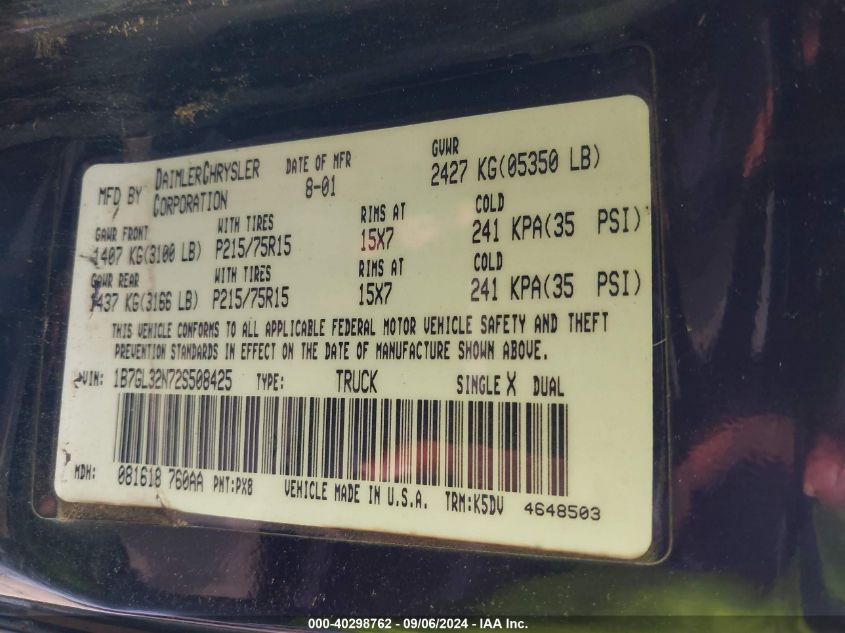 MFD BY DAIMLERCHRYSLER CORPORATION DATE OF MFR 8-01 GVWR 2427 KG(05350 LB)
GAWR FRONT WITH TIRES RIMS AT COLD
1407 KG(3100 LB) P215/75R15 15X7 241 KPA(35 PSI)
GAWR REAR WITH TIRES RIMS AT COLD
1437 KG(3166 LB) P215/75R15 15X7 241 KPA(35 PSI)
THIS VEHICLE CONFORMS TO ALL APPLICABLE FEDERAL MOTOR VEHICLE SAFETY AND THEFT
PREVENTION STANDARDS IN EFFECT ON THE DATE OF MANUFACTURE SHOWN ABOVE.
VIN: 1B7GL32N72S508425 TYPE: TRUCK SINGLE X DUAL
MDH: 081618 760AA PNT:PX8 VEHICLE MADE IN U.S.A. TRM:K5DV 4648503
000-40298762 - 09/06/2024 - IAA Inc.